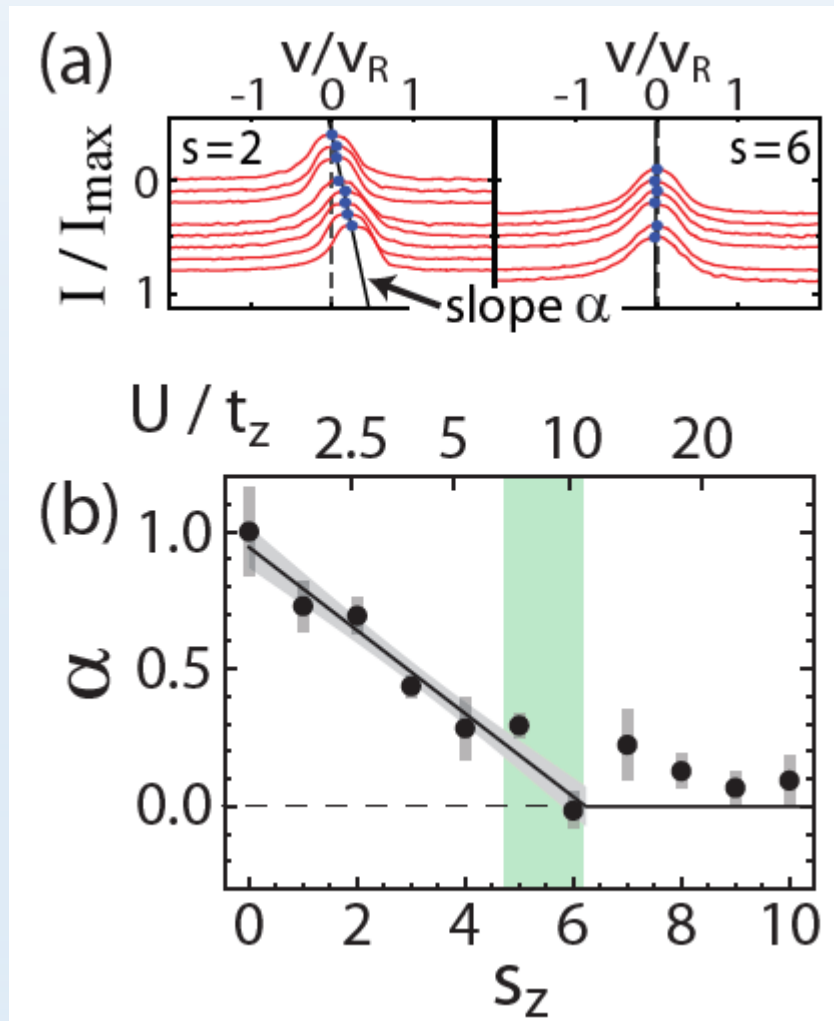 (a)
v/v_R
-1 0 1 -1 0 1
s=2 s=6
I / I_max
0
1
slope α
U / t_z
2.5 5 10 20
(b)
α
1.0
0.5
0.0
0 2 4 6 8 10
s_z